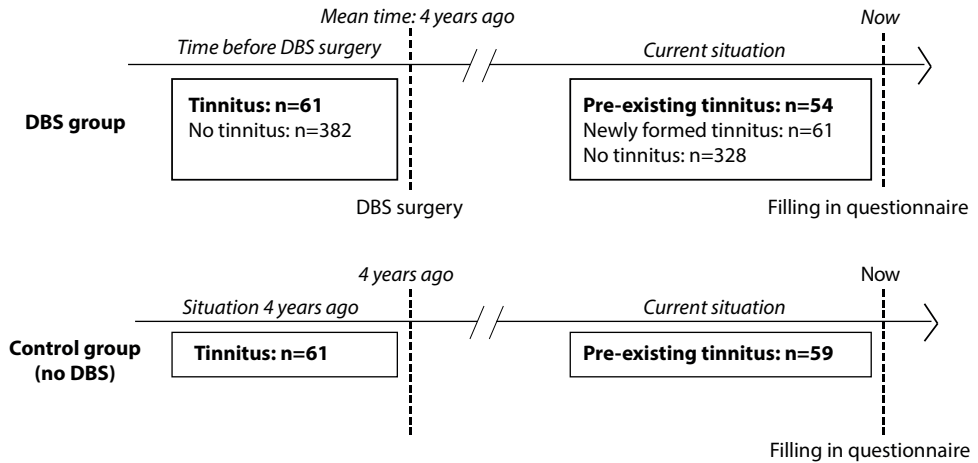 Mean time: 4 years ago
Now
Time before DBS surgery
Current situation
DBS group
Tinnitus: n=61
No tinnitus: n=382
Pre-existing tinnitus: n=54
Newly formed tinnitus: n=61
No tinnitus: n=328
DBS surgery
Filling in questionnaire
4 years ago
Now
Situation 4 years ago
Current situation
Control group
(no DBS)
Tinnitus: n=61
Pre-existing tinnitus: n=59
Filling in questionnaire